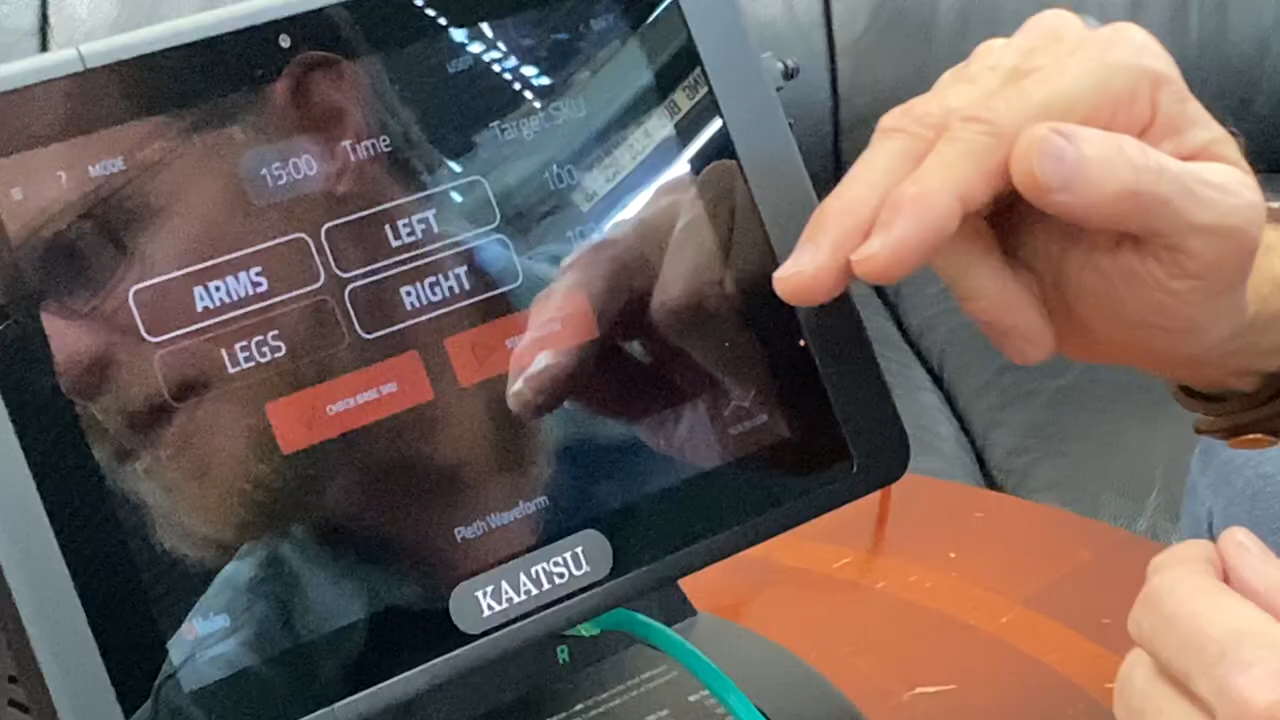 ? MODE
15:00 Time
Target SKU
100
ARMS
LEFT
LEGS
RIGHT
CHECK BASE SKU
Pleth Waveform
KAATSU
R